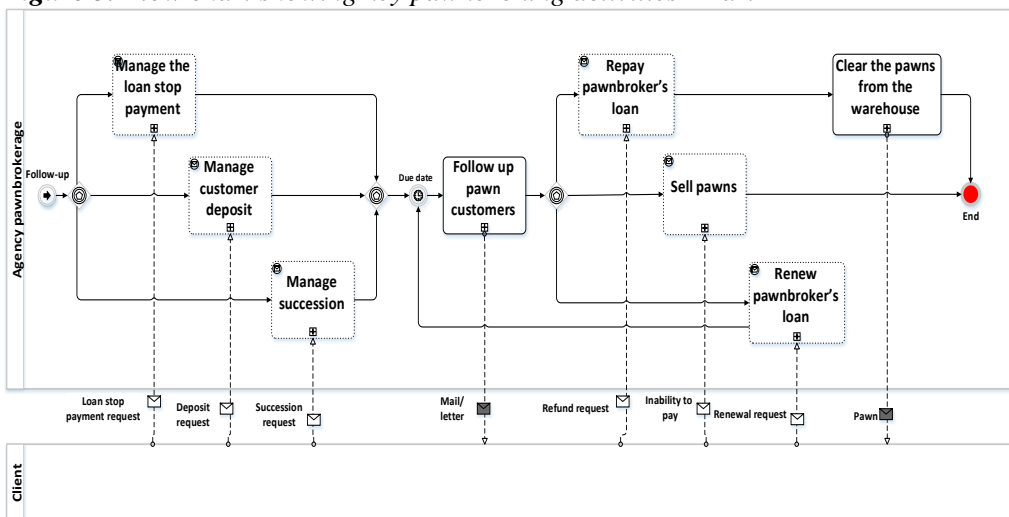 Manage the
loan stop
payment
Repay
pawnbroker's
loan
Clear the pawns
from the
warehouse
Follow-up
Manage
customer
deposit
Due date
Follow up
pawn
customers
Sell pawns
End
Agency pawnbrokerage
Manage
succession
Renew
pawnbroker's
loan
Loan stop
payment request
Deposit
request
Succession
request
Mail/
letter
Refund request
Inability to
pay
Renewal request
Pawn
Client